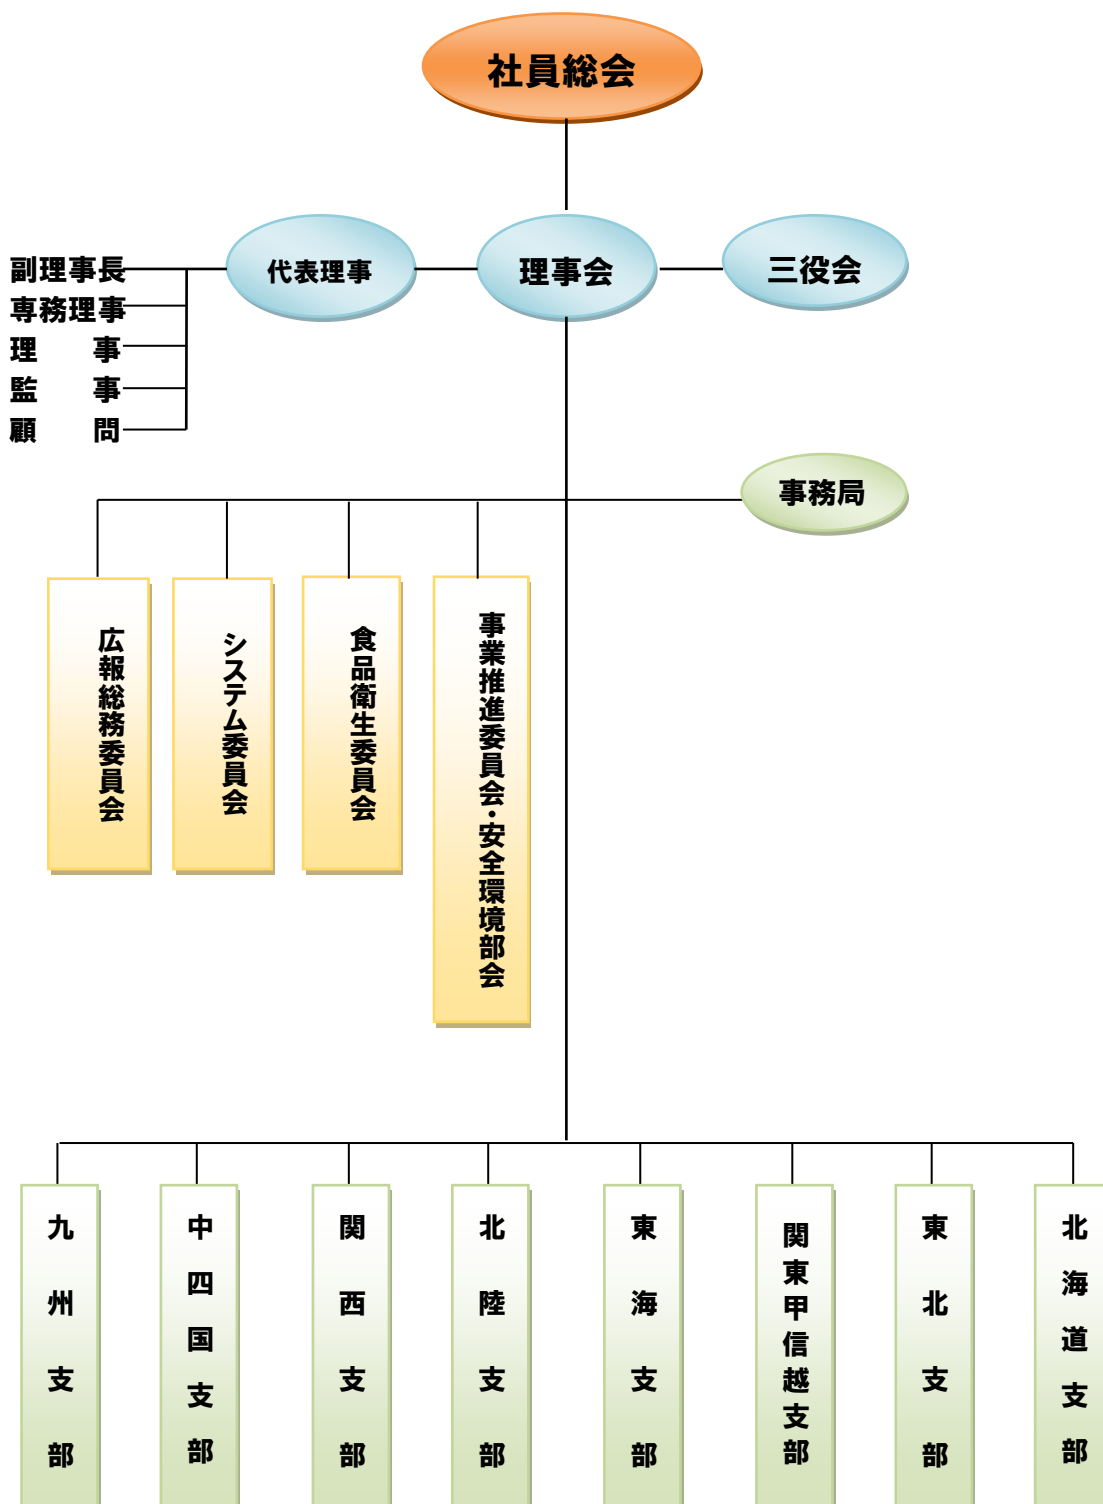 社員総会
代表理事
理事会
三役会
副理事長
専務理事
理　　事
監　　事
顧　　問
事務局
広報総務委員会
システム委員会
食品衛生委員会
事業推進委員会・安全環境部会
九州支部
中四国支部
関西支部
北陸支部
東海支部
関東甲信越支部
東北支部
北海道支部